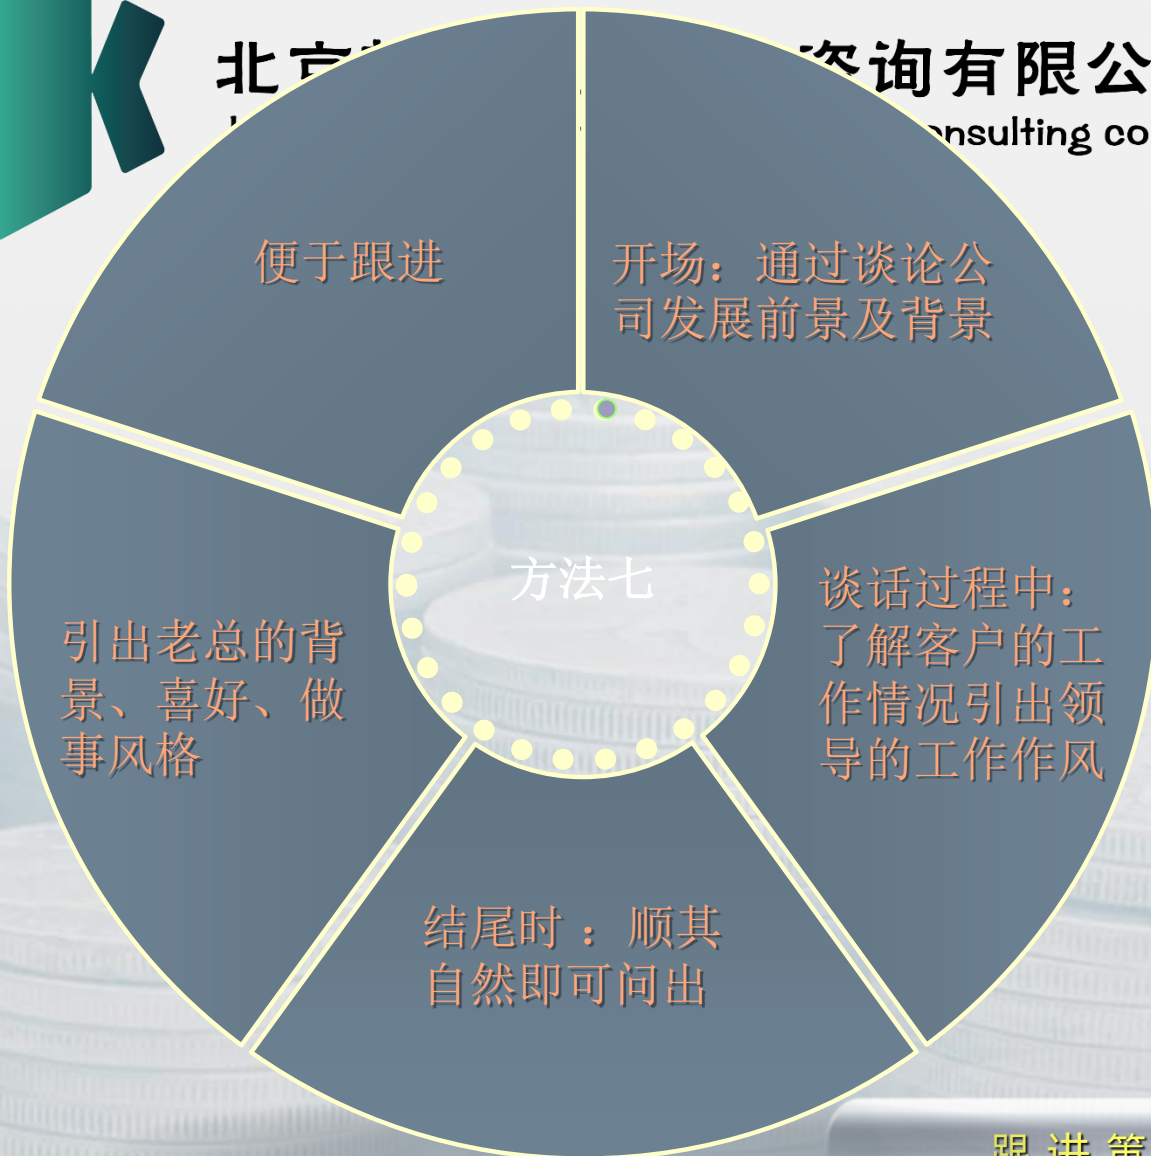 北京
咨询有限公
onsulting co
便于跟进
开场：通过谈论公
司发展前景及背景
方法七
谈话过程中：
了解客户的工
作情况引出领
导的工作作风
引出老总的背
景、喜好、做
事风格
结尾时 ：顺其
自然即可问出
跟进策